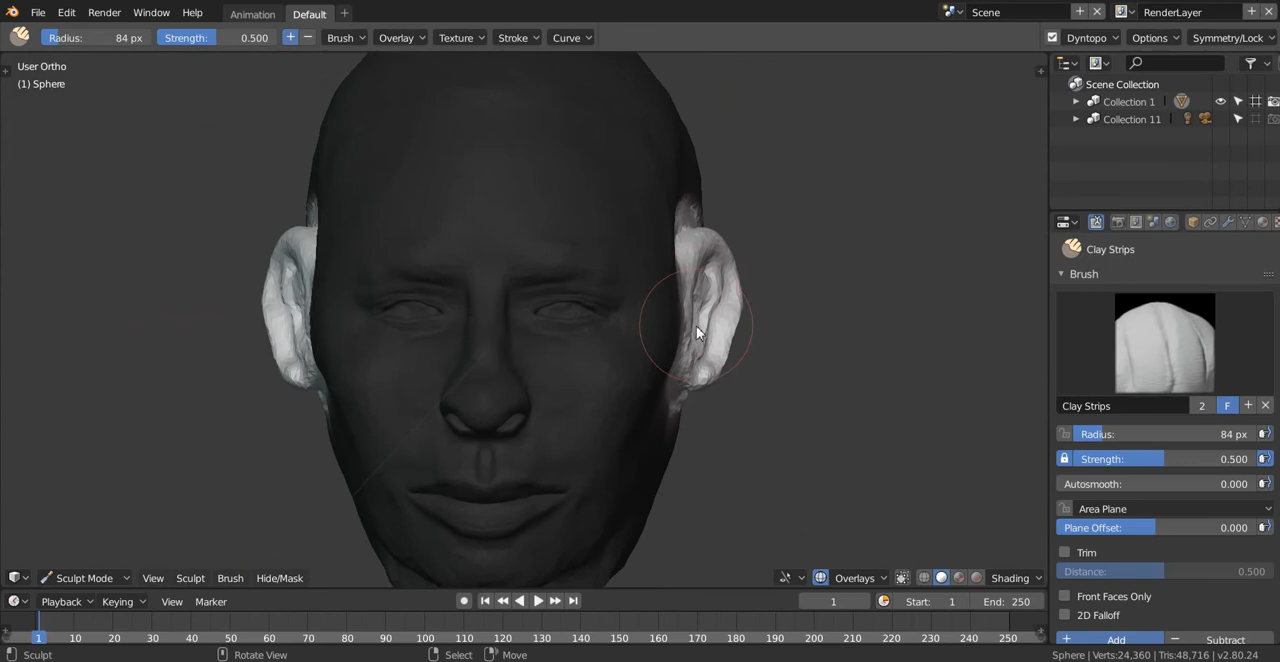 File Edit Render Window Help Animation Default + Scene RenderLayer
Radius: 84 px Strength: 0.500 Brush Overlay Texture Stroke Curve Dyntopo Options Symmetry/Lock
User Ortho
(1) Sphere
Scene Collection
Collection 1
Collection 11
Clay Strips
Brush
Clay Strips 2 F
Radius: 84 px
Strength: 0.500
Autosmooth: 0.000
Area Plane
Plane Offset: 0.000
Trim
Distance: 0.500
Front Faces Only
2D Falloff
Add Subtract
Sculpt Mode View Sculpt Brush Hide/Mask Overlays Shading
Playback Keying View Marker 1 Start: 1 End: 250
1 10 20 30 40 50 60 70 80 90 100 110 120 130 140 150 160 170 180 190 200 210 220 230 240 250
Sculpt Rotate View Select Move Sphere | Verts:24,360 | Tris:48,716 | v2.80.24